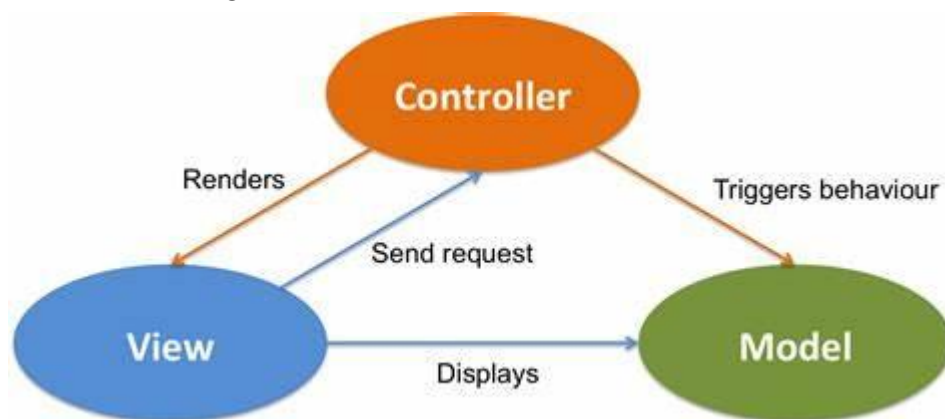 Controller
Renders
Triggers behaviour
Send request
View
Model
Displays